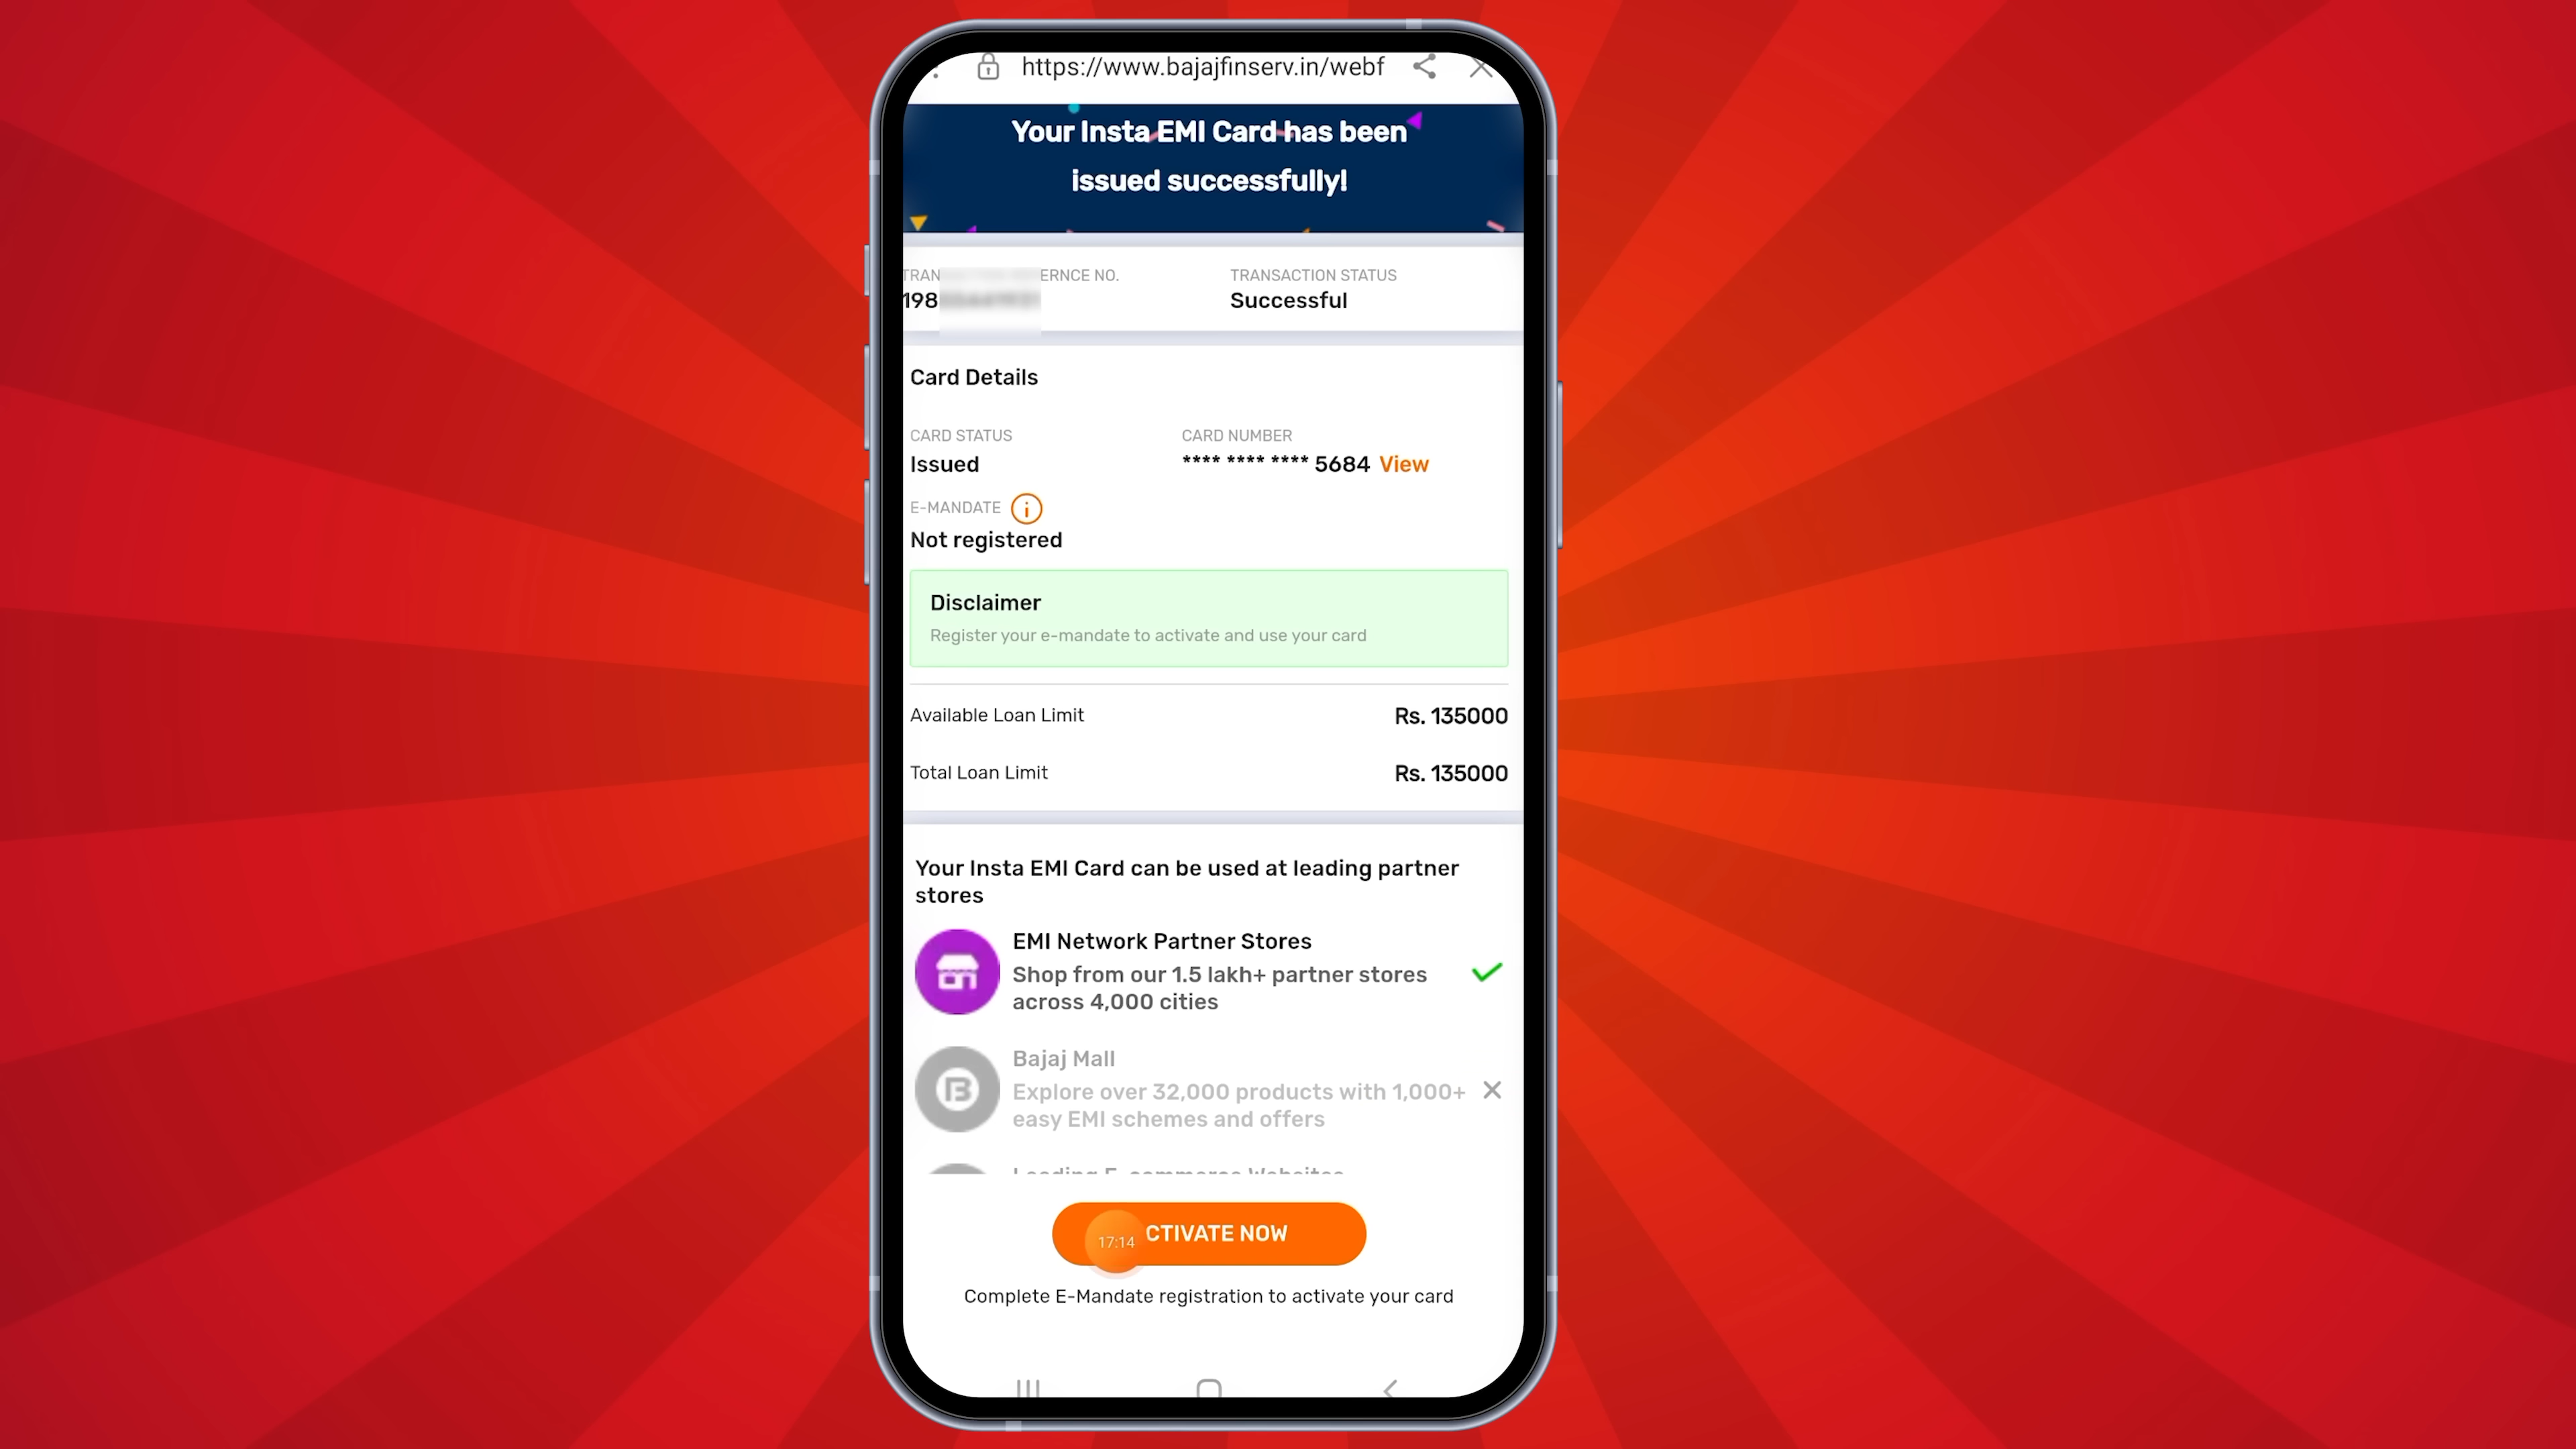 https://www.bajajfinserv.in/webf
Your Insta EMI Card has been
issued successfully!
TRANSACTION STATUS
198
Successful
Card Details
CARD STATUS
CARD NUMBER
Issued
**** **** **** 5684 View
E-MANDATE
Not registered
Disclaimer
Register your e-mandate to activate and use your card
Available Loan Limit
Rs. 135000
Total Loan Limit
Rs. 135000
Your Insta EMI Card can be used at leading partner
stores
EMI Network Partner Stores
Shop from our 1.5 lakh+ partner stores
across 4,000 cities
Bajaj Mall
Explore over 32,000 products with 1,000+
easy EMI schemes and offers
17:14
CTIVATE NOW
Complete E-Mandate registration to activate your card